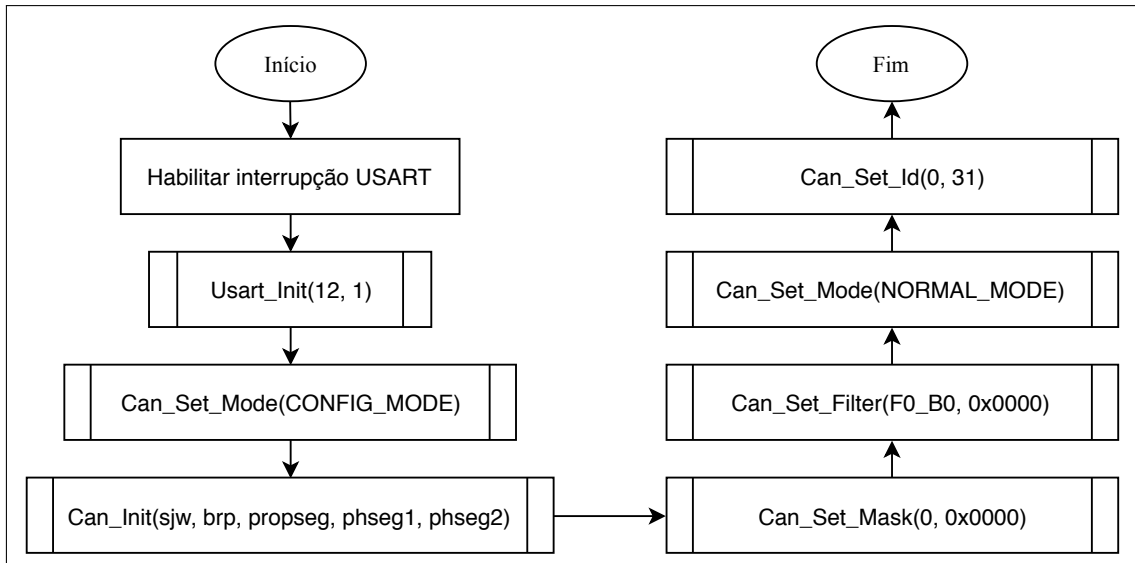 Início
Habilitar interrupção USART
Usart_Init(12, 1)
Can_Set_Mode(CONFIG_MODE)
Can_Init(sjw, brp, propseg, phseg1, phseg2)
Can_Set_Mask(0, 0x0000)
Can_Set_Filter(F0_B0, 0x0000)
Can_Set_Mode(NORMAL_MODE)
Can_Set_Id(0, 31)
Fim